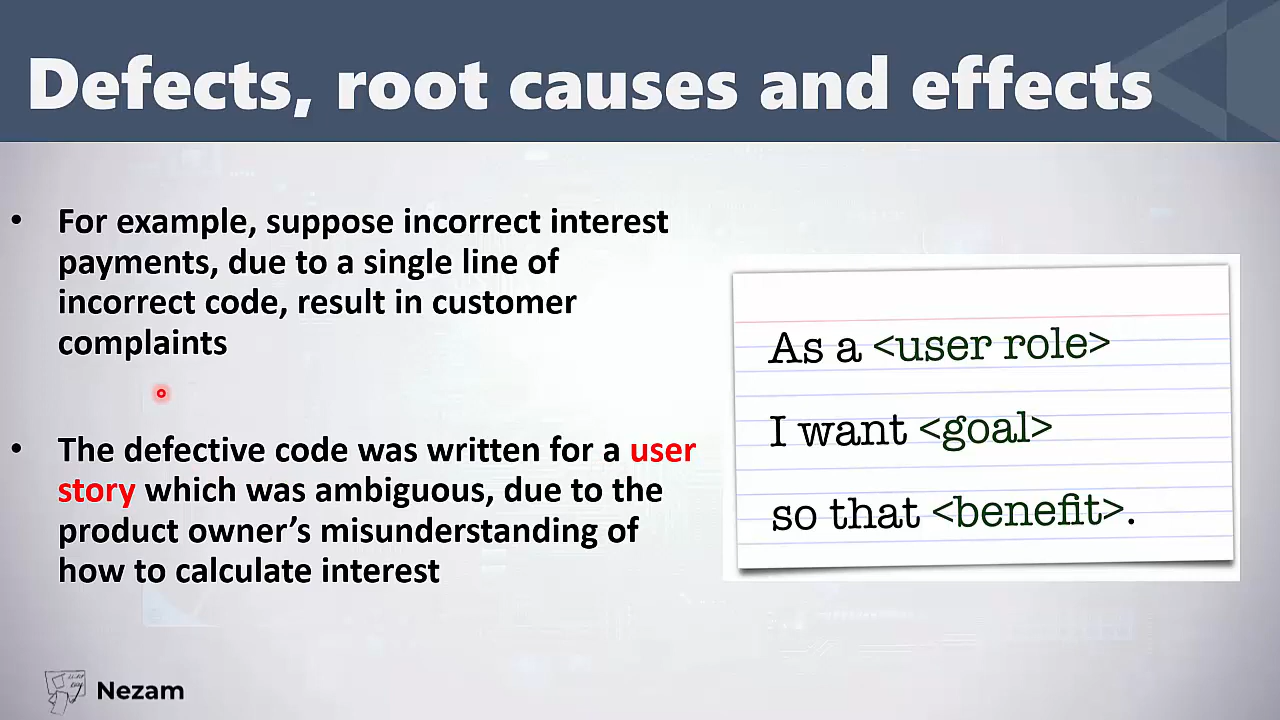 Defects, root causes and effects
• For example, suppose incorrect interest
payments, due to a single line of
incorrect code, result in customer
complaints
• The defective code was written for a user
story which was ambiguous, due to the
product owner’s misunderstanding of
how to calculate interest
As a <user role>
I want <goal>
so that <benefit>.
Nezam